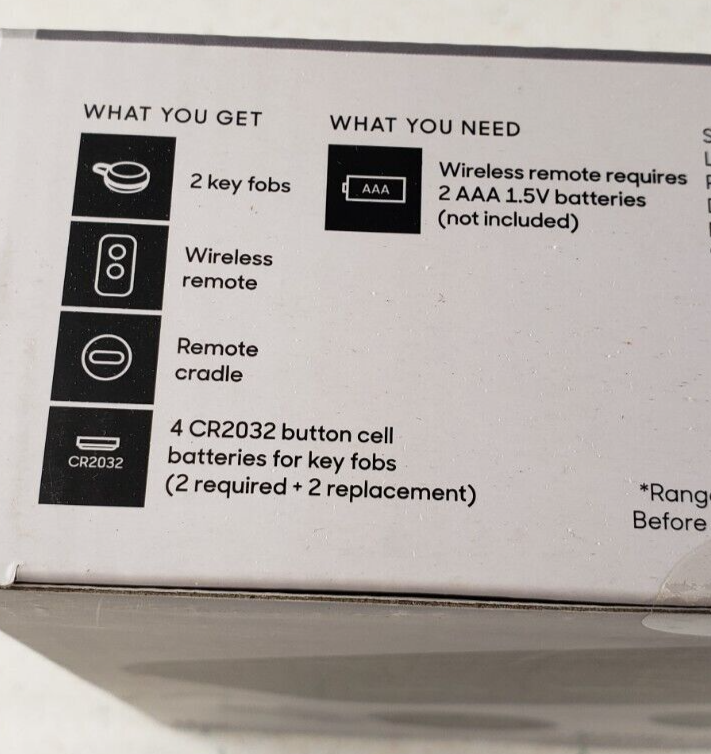 WHAT YOU GET
2 key fobs
Wireless
remote
Remote
cradle
CR2032
4 CR2032 button cell
batteries for key fobs
(2 required + 2 replacement)
WHAT YOU NEED
AAA
Wireless remote requires
2 AAA 1.5V batteries
(not included)
Before